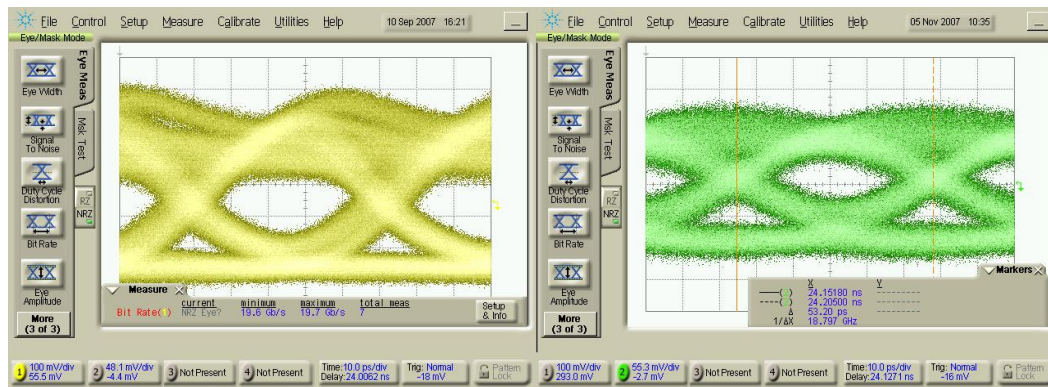 File Control Setup Measure Calibrate Utilities Help 10 Sep 2007 16:21
Eye/Mask Mode
Eye Meas
Msk Test
Eye Width
Signal
To Noise
Duty Cycle
Distortion
RZ
NRZ
Bit Rate
Eye
Amplitude
More
(3 of 3)
Measure
current minimum maximum total meas
Bit Rate(1) NRZ Eye? 19.6 Gb/s 19.7 Gb/s 7
Setup
& Info
1 100 mV/div
55.5 mV
2 48.1 mV/div
-4.4 mV
3 Not Present
4 Not Present
Time:10.0 ps/div
Delay:24.0062 ns
Trig: Normal
-18 mV
Pattern
Lock
File Control Setup Measure Calibrate Utilities Help 05 Nov 2007 10:35
Eye/Mask Mode
Eye Meas
Msk Test
Eye Width
Signal
To Noise
Duty Cycle
Distortion
RZ
NRZ
Bit Rate
Eye
Amplitude
More
(3 of 3)
Markers
X Y
24.15180 ns
24.20500 ns
Δ 53.20 ps
1/ΔX 18.797 GHz
1 100 mV/div
293.0 mV
2 55.3 mV/div
-2.7 mV
3 Not Present
4 Not Present
Time:10.0 ps/div
Delay:24.1271 ns
Trig: Normal
-16 mV
Pattern
Lock